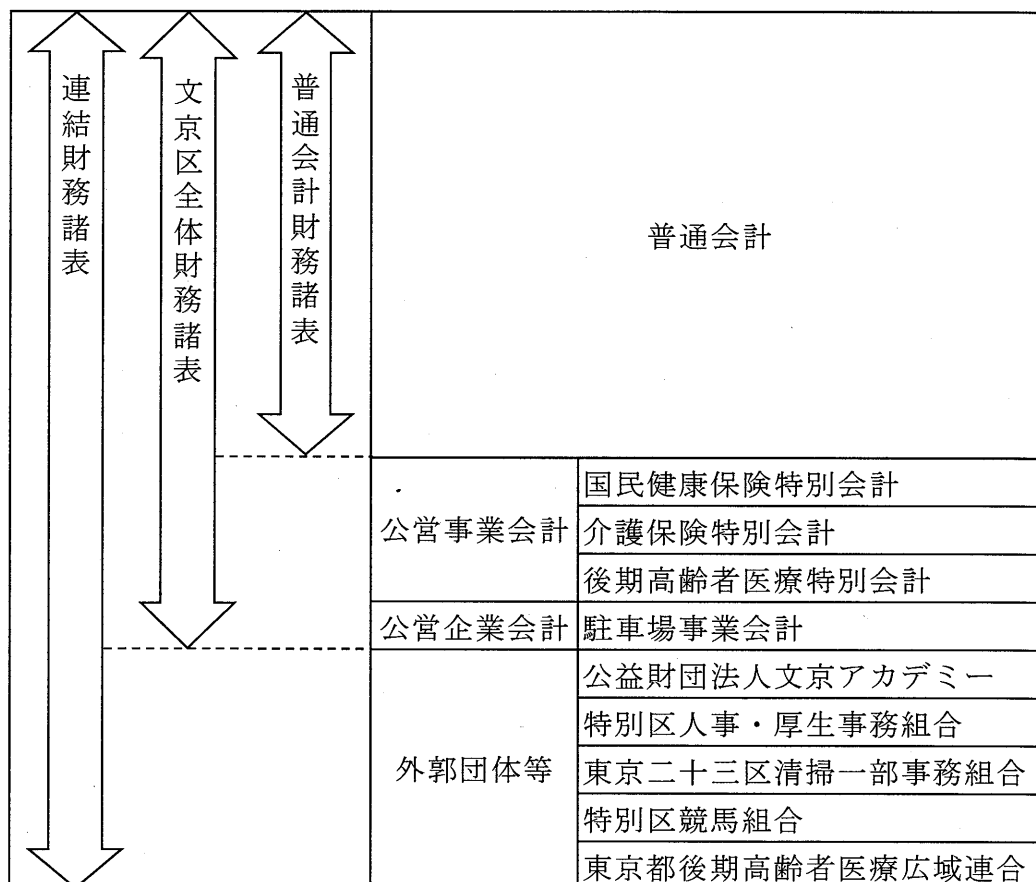 連結財務諸表
文京区全体財務諸表
普通会計財務諸表
普通会計
公営事業会計
国民健康保険特別会計
介護保険特別会計
後期高齢者医療特別会計
公営企業会計
駐車場事業会計
外郭団体等
公益財団法人文京アカデミー
特別区人事・厚生事務組合
東京二十三区清掃一部事務組合
特別区競馬組合
東京都後期高齢者医療広域連合